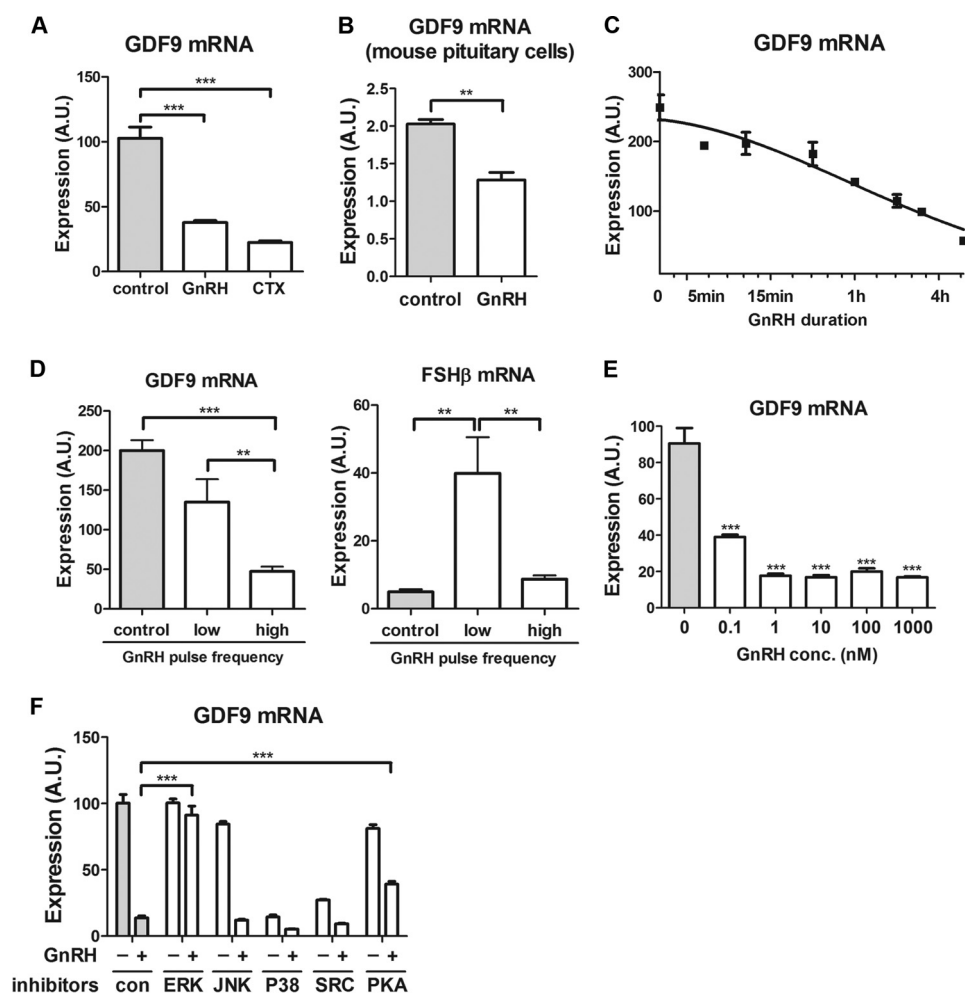 A
GDF9 mRNA
Expression (A.U.)
150
100
50
0
***
***
control GnRH CTX
B
GDF9 mRNA
(mouse pituitary cells)
Expression (A.U.)
2.5
2.0
1.5
1.0
0.5
0.0
**
control GnRH
C
GDF9 mRNA
Expression (A.U.)
300
200
100
0 5min 15min 1h 4h
GnRH duration
D
GDF9 mRNA
Expression (A.U.)
250
200
150
100
50
0
***
**
control low high
GnRH pulse frequency
FSHβ mRNA
Expression (A.U.)
60
40
20
0
** **
control low high
GnRH pulse frequency
E
GDF9 mRNA
Expression (A.U.)
100
80
60
40
20
0
*** *** *** *** ***
0 0.1 1 10 100 1000
GnRH conc. (nM)
F
GDF9 mRNA
Expression (A.U.)
150
100
50
0
***
***
GnRH − + − + − + − + − + − +
inhibitors con ERK JNK P38 SRC PKA